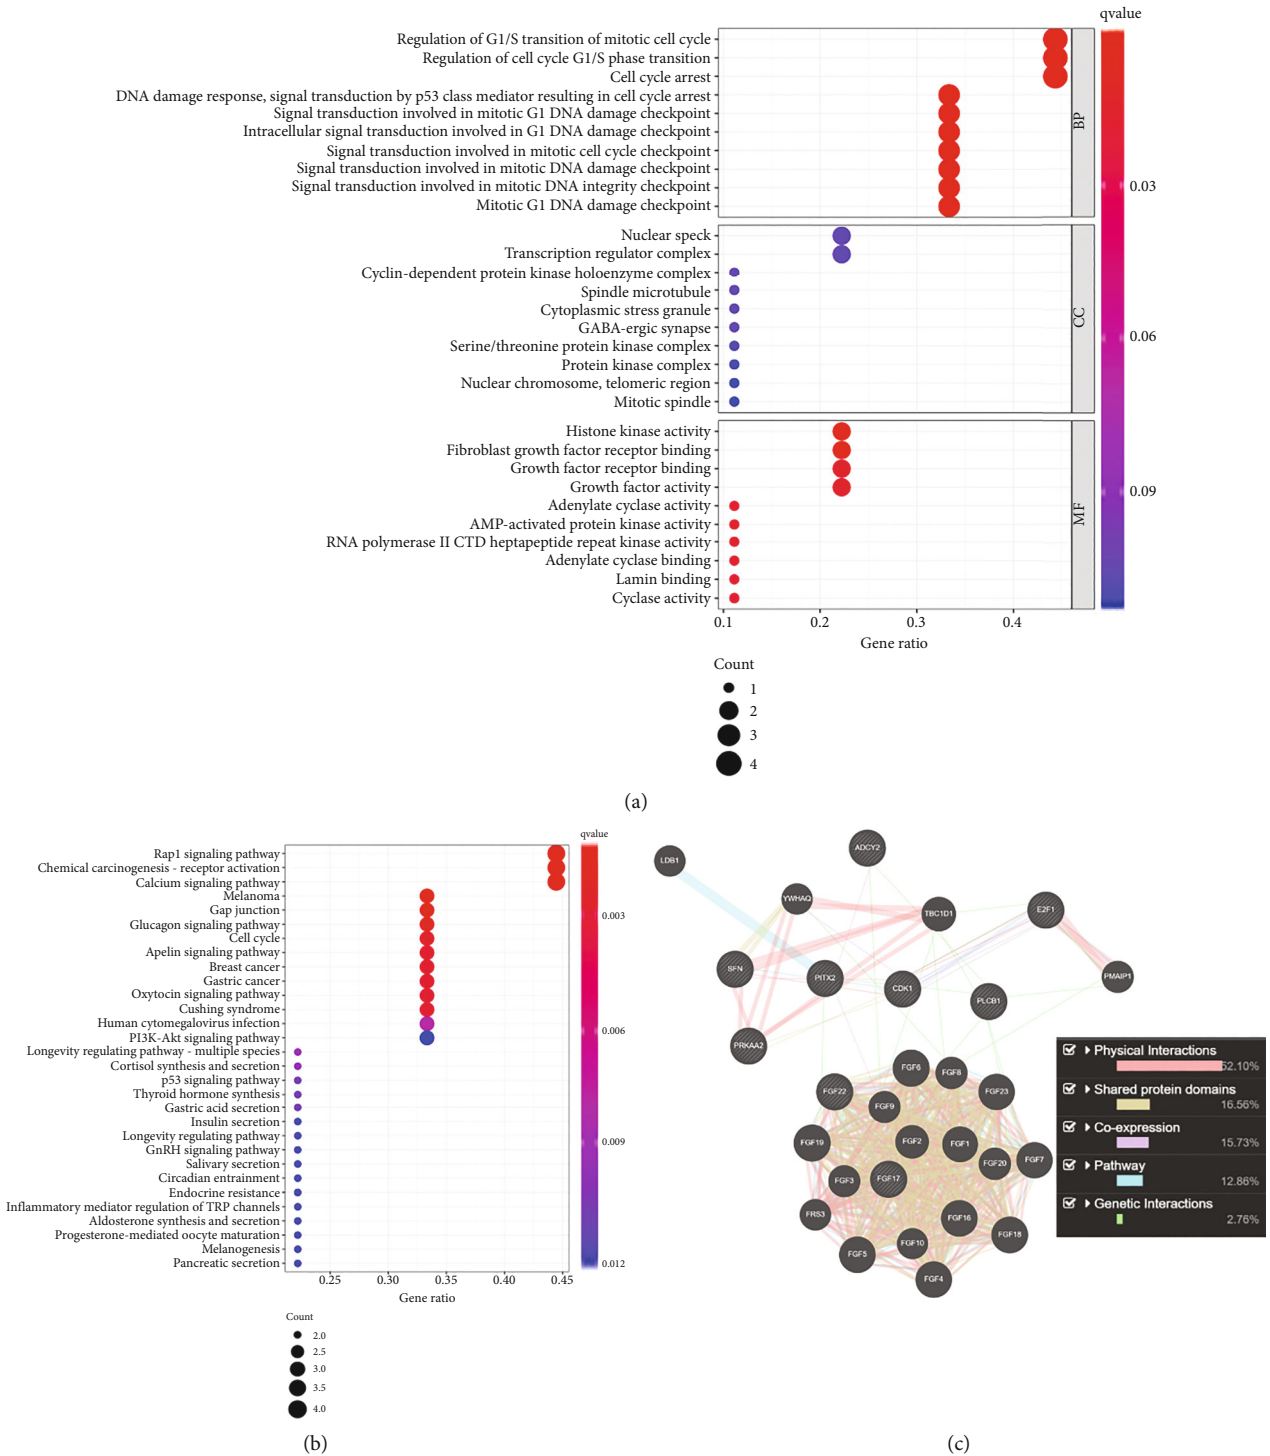 qvalue
Regulation of G1/S transition of mitotic cell cycle
Regulation of cell cycle G1/S phase transition
Cell cycle arrest
DNA damage response, signal transduction by p53 class mediator resulting in cell cycle arrest
Signal transduction involved in mitotic G1 DNA damage checkpoint
Intracellular signal transduction involved in G1 DNA damage checkpoint
Signal transduction involved in mitotic cell cycle checkpoint
Signal transduction involved in mitotic DNA damage checkpoint
Signal transduction involved in mitotic DNA integrity checkpoint
Mitotic G1 DNA damage checkpoint
BP
Nuclear speck
Transcription regulator complex
Cyclin-dependent protein kinase holoenzyme complex
Spindle microtubule
Cytoplasmic stress granule
GABA-ergic synapse
Serine/threonine protein kinase complex
Protein kinase complex
Nuclear chromosome, telomeric region
Mitotic spindle
CC
Histone kinase activity
Fibroblast growth factor receptor binding
Growth factor receptor binding
Growth factor activity
Adenylate cyclase activity
AMP-activated protein kinase activity
RNA polymerase II CTD heptapeptide repeat kinase activity
Adenylate cyclase binding
Lamin binding
Cyclase activity
MF
0.03
0.06
0.09
0.1 0.2 0.3 0.4
Gene ratio
Count
1
2
3
4
(a)
qvalue
Rap1 signaling pathway
Chemical carcinogenesis - receptor activation
Calcium signaling pathway
Melanoma
Gap junction
Glucagon signaling pathway
Cell cycle
Apelin signaling pathway
Breast cancer
Gastric cancer
Oxytocin signaling pathway
Cushing syndrome
Human cytomegalovirus infection
PI3K-Akt signaling pathway
Longevity regulating pathway - multiple species
Cortisol synthesis and secretion
p53 signaling pathway
Thyroid hormone synthesis
Gastric acid secretion
Insulin secretion
Longevity regulating pathway
GnRH signaling pathway
Salivary secretion
Circadian entrainment
Endocrine resistance
Inflammatory mediator regulation of TRP channels
Aldosterone synthesis and secretion
Progesterone-mediated oocyte maturation
Melanogenesis
Pancreatic secretion
0.003
0.006
0.009
0.012
0.25 0.30 0.35 0.40 0.45
Gene ratio
Count
2.0
2.5
3.0
3.5
4.0
(b)
LDB1
ADCY2
YWHAQ
TBC1D1
E2F1
SFN
PITX2
CDK1
PLCB1
PMAIP1
PRKAA2
FGF6
FGF8
FGF22
FGF9
FGF23
FGF19
FGF2
FGF1
FGF20
FGF7
FGF3
FGF17
FRS3
FGF16
FGF18
FGF5
FGF10
FGF4
Physical Interactions
52.10%
Shared protein domains
16.56%
Co-expression
15.73%
Pathway
12.86%
Genetic Interactions
2.76%
(c)